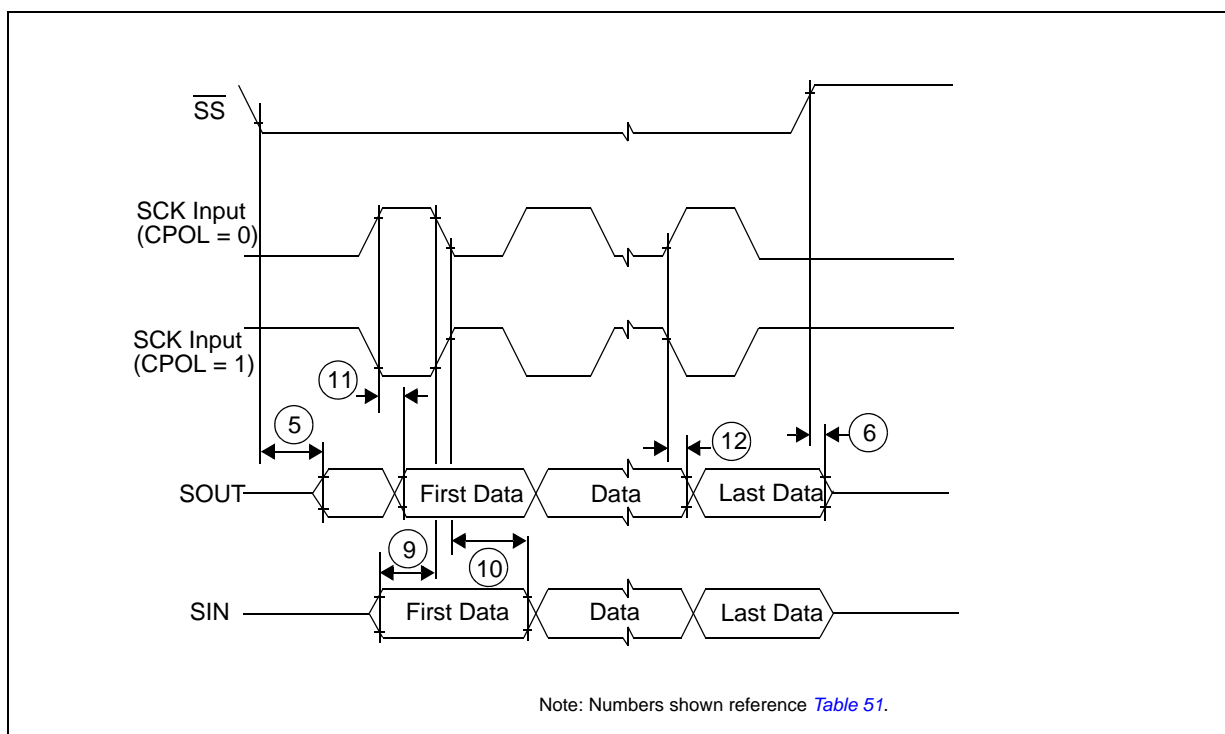 SS
SCK Input
(CPOL = 0)
SCK Input
(CPOL = 1)
11
5
12
6
SOUT
First Data
Data
Last Data
9
10
SIN
First Data
Data
Last Data
Note: Numbers shown reference Table 51.